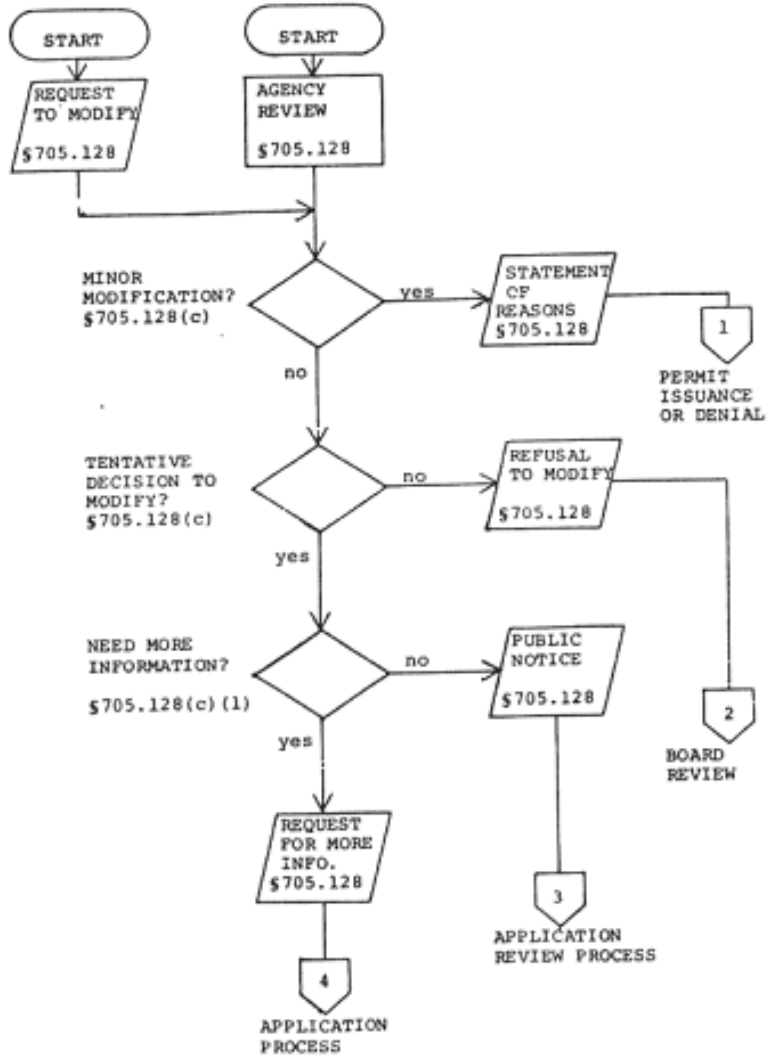 START
START
REQUEST
TO MODIFY
§705.128
AGENCY
REVIEW
§705.128
MINOR
MODIFICATION?
§705.128(c)
yes
STATEMENT
CF
REASONS
§705.128
1
PERMIT
ISSUANCE
OR DENIAL
no
TENTATIVE
DECISION TO
MODIFY?
§705.128(c)
no
REFUSAL
TO MODIFY
§705.128
yes
NEED MORE
INFORMATION?
§705.128(c)(1)
no
PUBLIC
NOTICE
§705.128
2
BOARD
REVIEW
yes
REQUEST
FOR MORE
INFO.
§705.128
3
APPLICATION
REVIEW PROCESS
4
APPLICATION
PROCESS